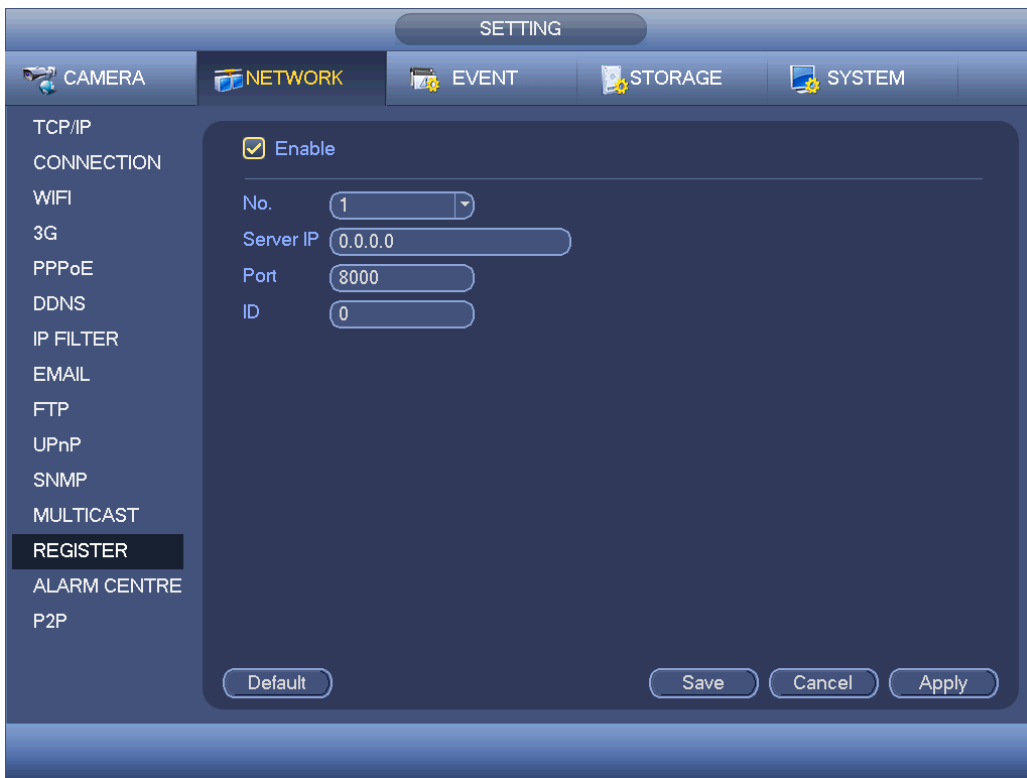 SETTING
CAMERA NETWORK EVENT STORAGE SYSTEM
TCP/IP
CONNECTION
WIFI
3G
PPPoE
DDNS
IP FILTER
EMAIL
FTP
UPnP
SNMP
MULTICAST
REGISTER
ALARM CENTRE
P2P
Enable
No. 1
Server IP 0.0.0.0
Port 8000
ID 0
Default Save Cancel Apply